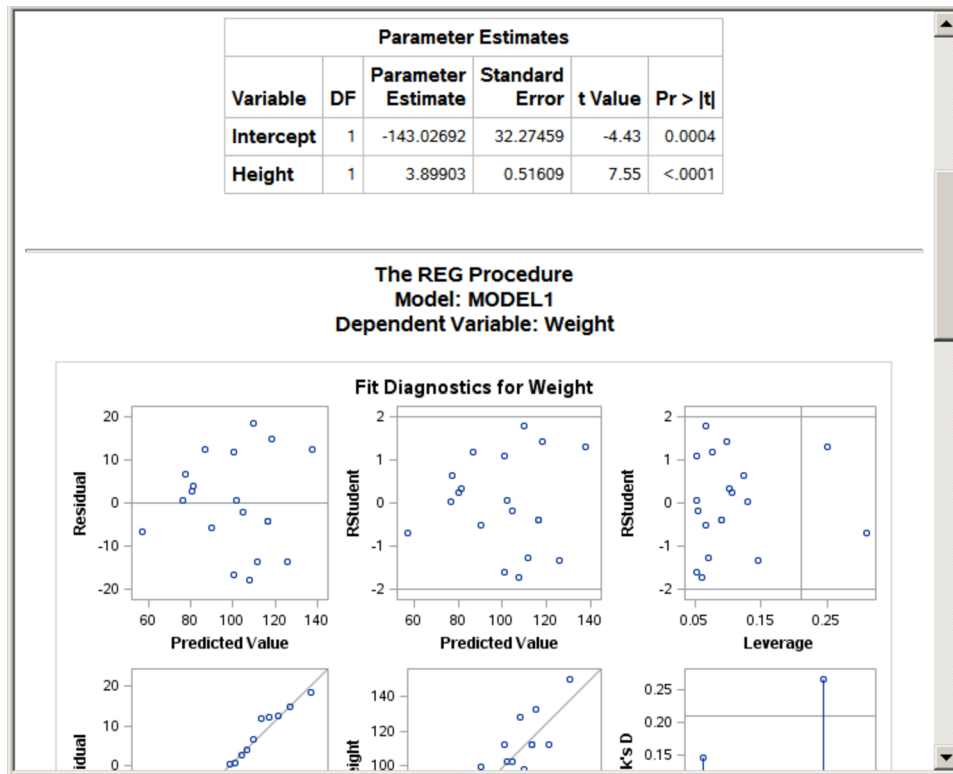 Parameter Estimates
Variable DF Parameter Estimate Standard Error t Value Pr > |t|
Intercept 1 -143.02692 32.27459 -4.43 0.0004
Height 1 3.89903 0.51609 7.55 <.0001
The REG Procedure
Model: MODEL1
Dependent Variable: Weight
Fit Diagnostics for Weight
Residual
20
10
0
-10
-20
60 80 100 120 140
Predicted Value
RStudent
2
1
0
-1
-2
60 80 100 120 140
Predicted Value
RStudent
2
1
0
-1
-2
0.05 0.15 0.25
Leverage
idual
20
10
0
eight
140
120
100
k's D
0.25
0.20
0.15